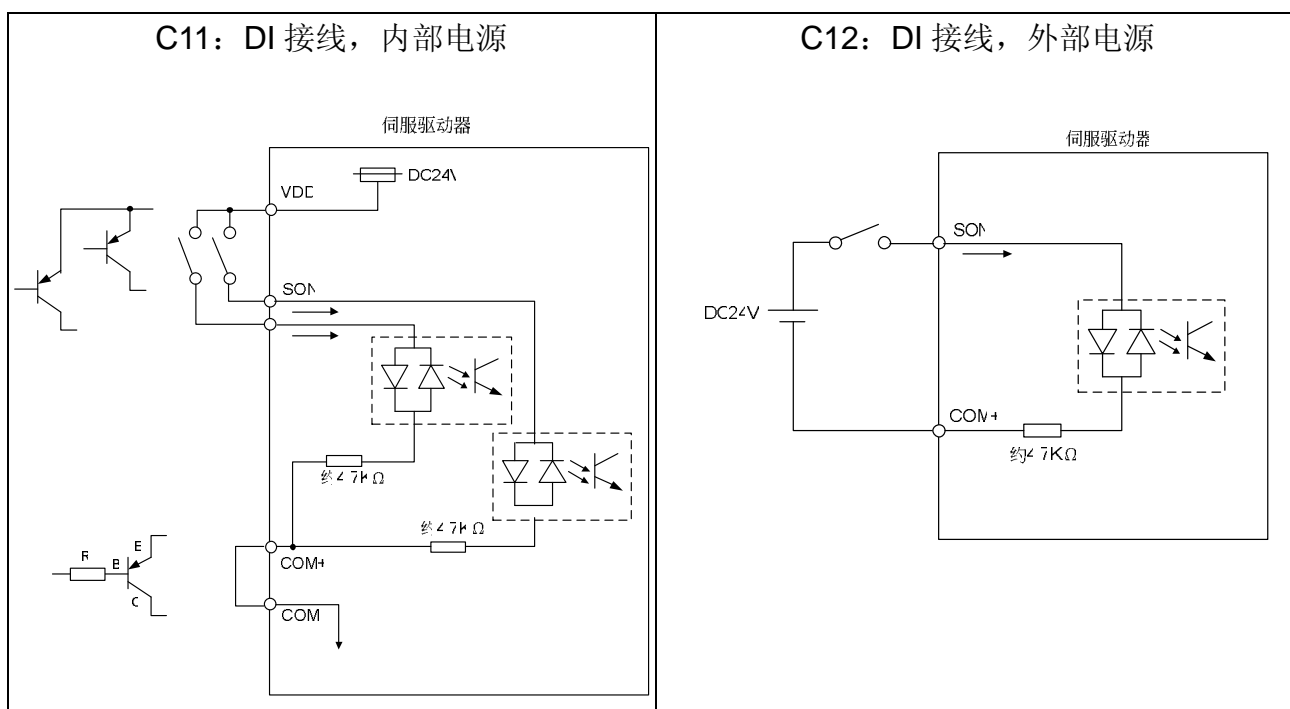 C11：DI 接线，内部电源
伺服驱动器
DC24V
VDD
SON
约4.7KΩ
约4.7KΩ
COM+
COM
R
B
E
C
C12：DI 接线，外部电源
伺服驱动器
SON
DC24V
COM+
约4.7KΩ